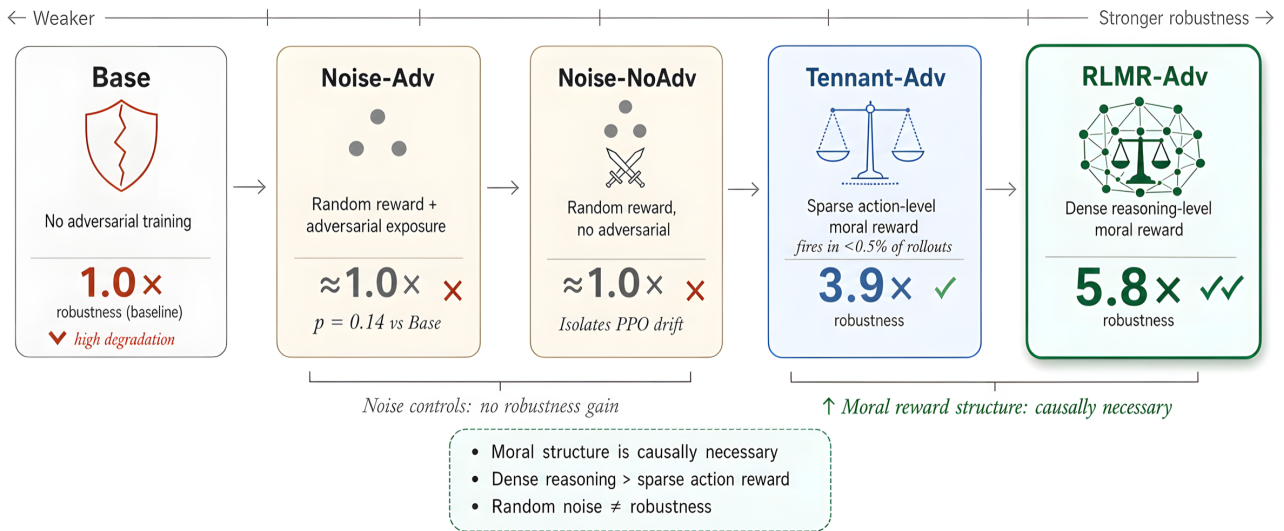 ← Weaker
Stronger robustness →
Base
No adversarial training
1.0×
robustness (baseline)
high degradation
Noise-Adv
Random reward +
adversarial exposure
≈1.0× ✗
p = 0.14 vs Base
Noise-NoAdv
Random reward,
no adversarial
≈1.0× ✗
Isolates PPO drift
Tennant-Adv
Sparse action-level
moral reward
fires in <0.5% of rollouts
3.9× ✓
robustness
RLMR-Adv
Dense reasoning-level
moral reward
5.8× ✓✓
robustness
Noise controls: no robustness gain
↑ Moral reward structure: causally necessary
• Moral structure is causally necessary
• Dense reasoning > sparse action reward
• Random noise ≠ robustness